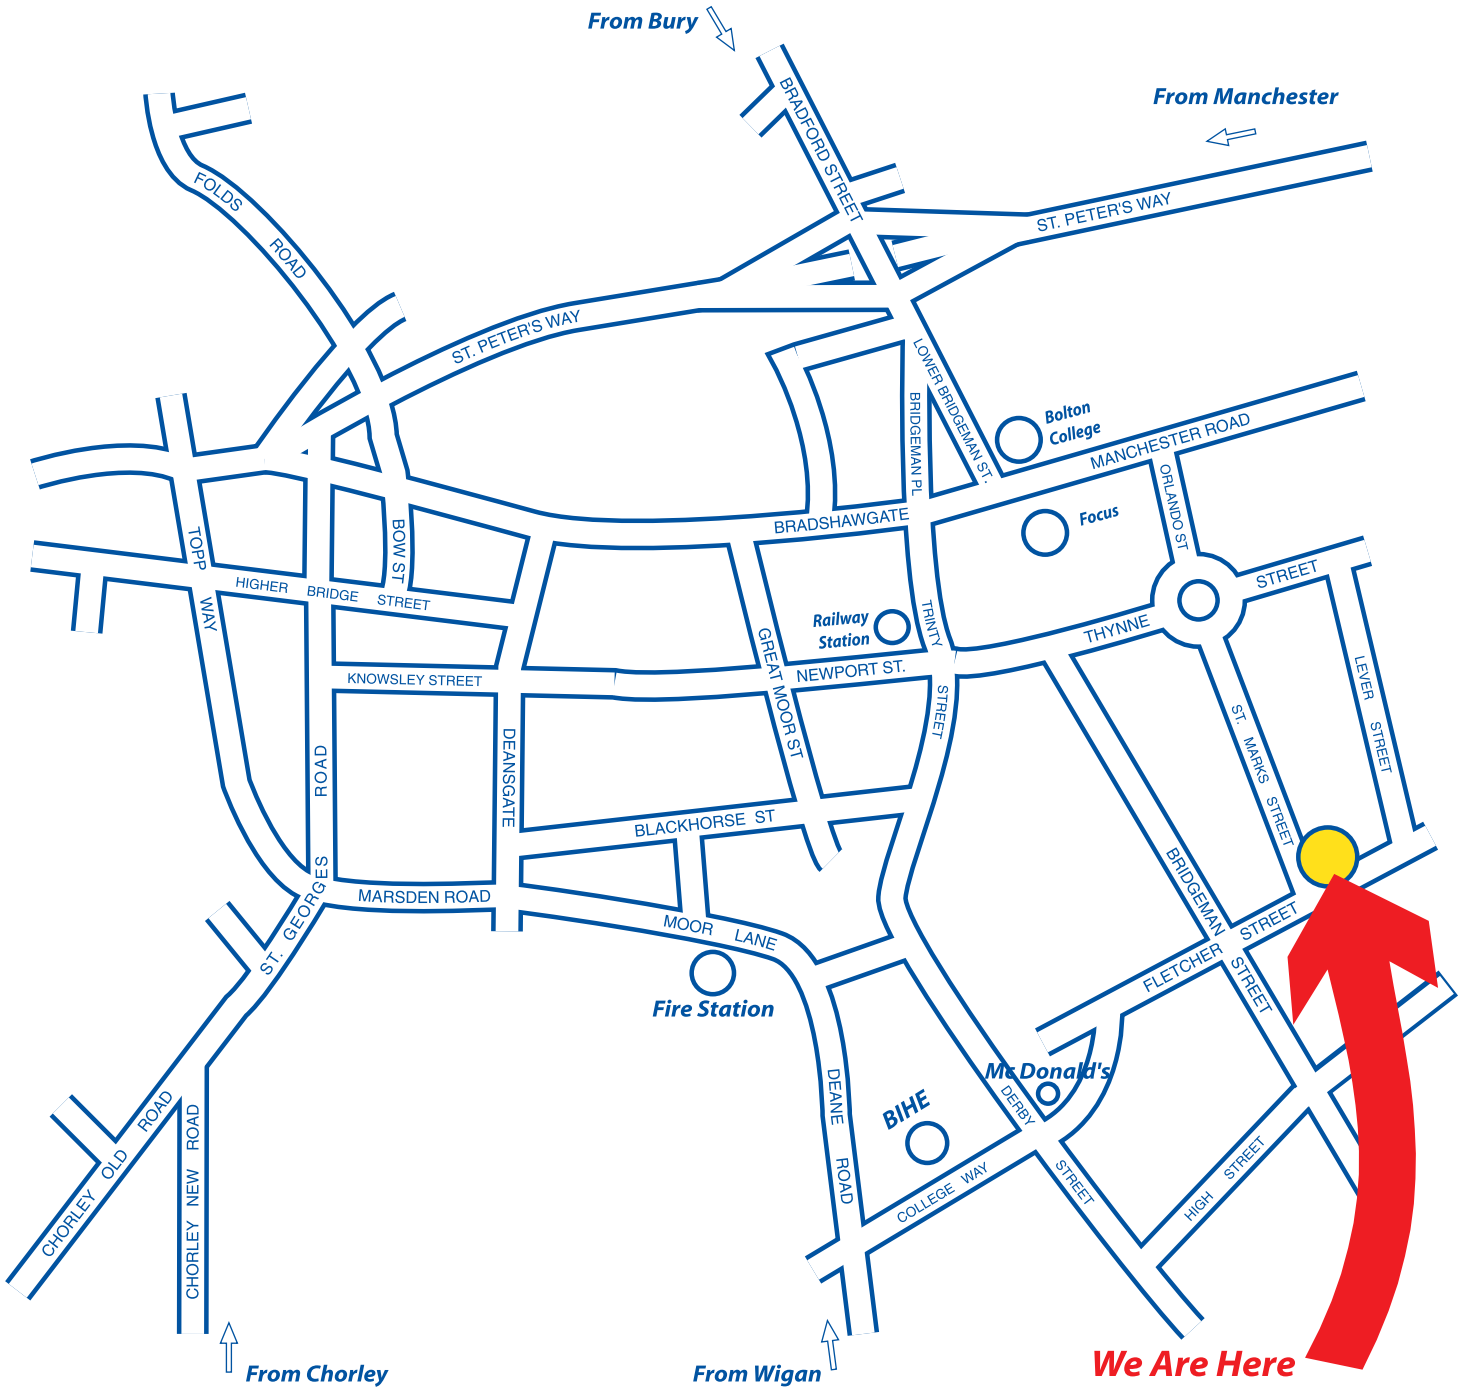 From Bury
From Manchester
BRADFORD STREET
FOLDS ROAD
ST. PETER'S WAY
ST. PETER'S WAY
LOWER BRIDGEMAN ST.
BRIDGEMAN PL
Bolton
College
MANCHESTER ROAD
ORLANDO ST
BRADSHAWGATE
Focus
TOPP WAY
BOW ST
HIGHER BRIDGE STREET
STREET
THYNNE
Railway
Station
TRINITY
STREET
GREAT MOOR ST
NEWPORT ST.
KNOWSLEY STREET
LEVER STREET
ST. MARKS STREET
DEANSGATE
ROAD
ST. GEORGES
BLACKHORSE ST
MARSDEN ROAD
MOOR LANE
BRIDGEMAN
STREET
FLETCHER STREET
Fire Station
Mc Donald's
DERBY
STREET
BIHE
DEANE ROAD
CHORLEY OLD ROAD
CHORLEY NEW ROAD
COLLEGE WAY
HIGH STREET
From Chorley
From Wigan
We Are Here